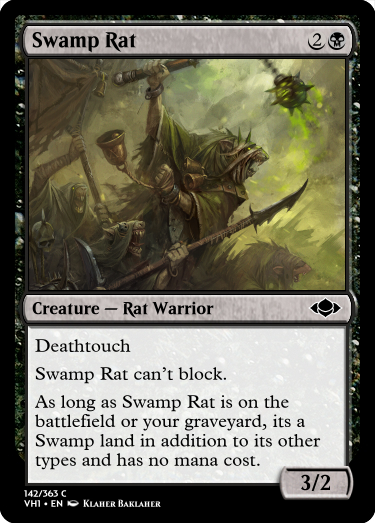 Swamp Rat 2
Creature — Rat Warrior
Deathtouch
Swamp Rat can't block.
As long as Swamp Rat is on the
battlefield or your graveyard, its a
Swamp land in addition to its other
types and has no mana cost.
3/2
142/363 C
VH1 • EN Klaher Baklaher